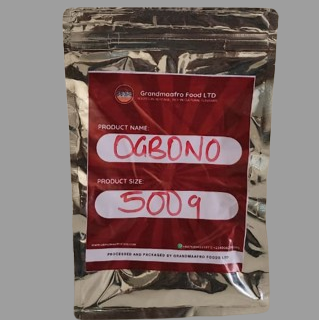 Grandmaafro Food LTD
PRODUCT NAME:
OGBONO
PRODUCT SIZE:
500g
PROCESSED AND PACKAGED BY GRANDMAAFRO FOODS LTD